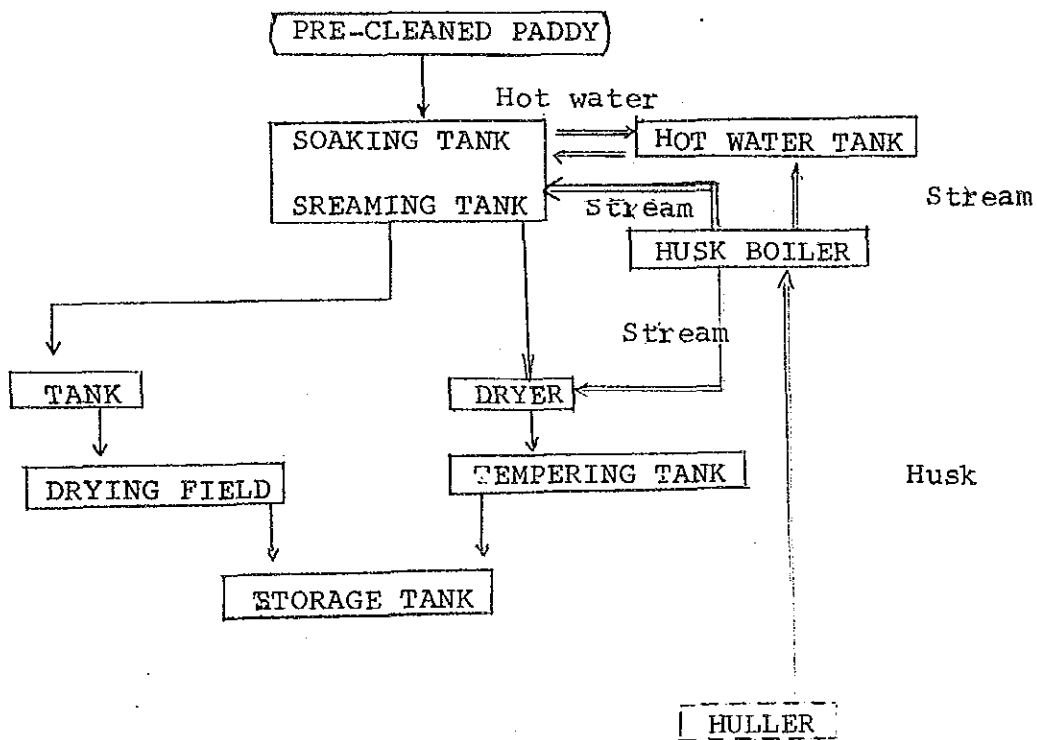 PRE-CLEANED PADDY
Hot water
SOAKING TANK
HOT WATER TANK
SREAMING TANK
Stream
Stream
HUSK BOILER
Stream
TANK
DRYER
DRYING FIELD
TEMPERING TANK
Husk
STORAGE TANK
HULLER